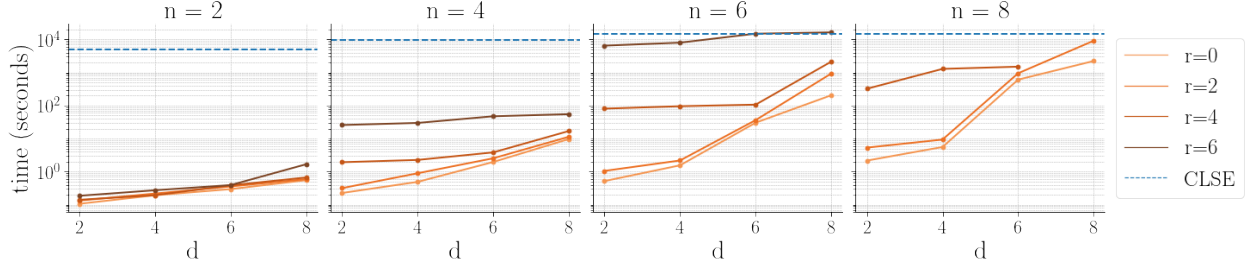 n = 2
n = 4
n = 6
n = 8
time (seconds)
10^4
10^2
10^0
2 4 6 8
2 4 6 8
2 4 6 8
2 4 6 8
d
d
d
d
r=0
r=2
r=4
r=6
CLSE